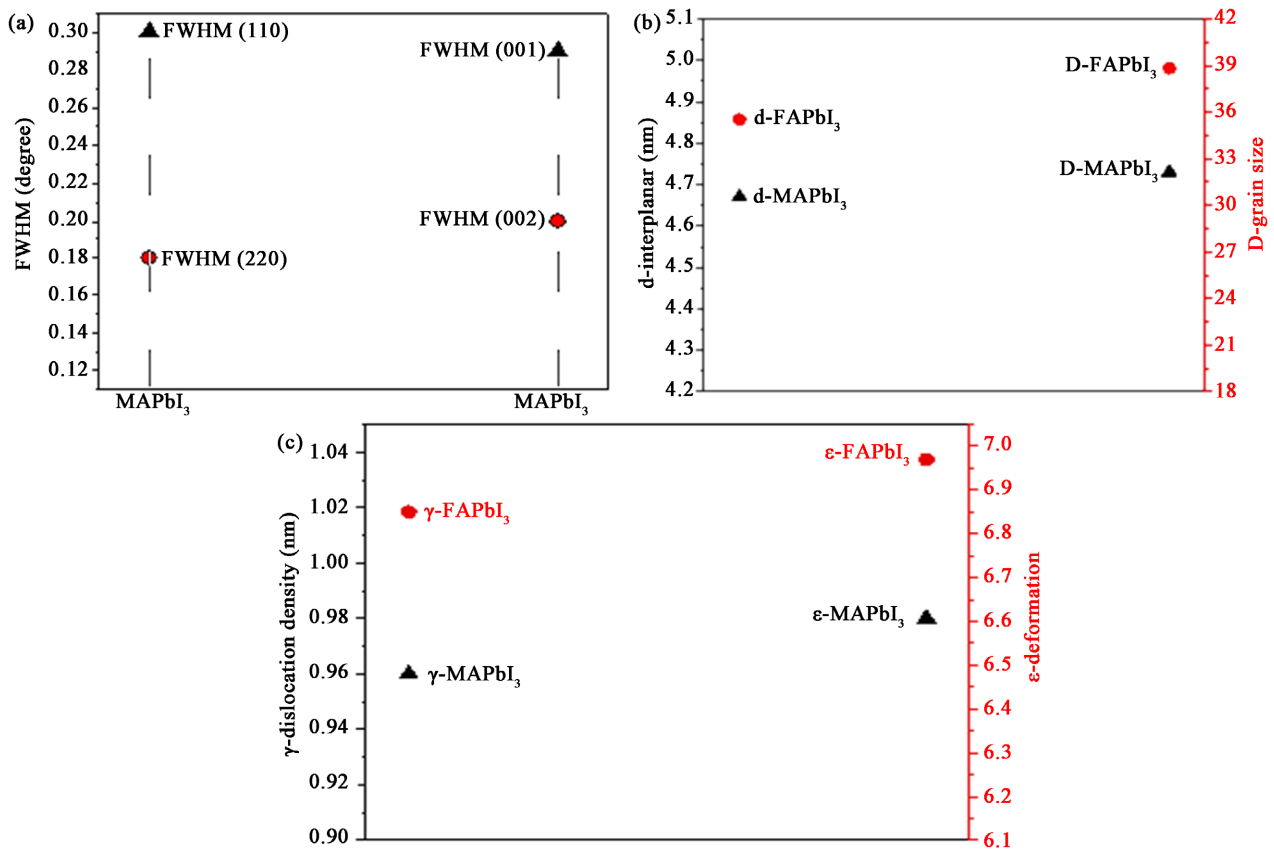 (a)
FWHM (degree)
0.30
0.28
0.26
0.24
0.22
0.20
0.18
0.16
0.14
0.12
FWHM (110)
FWHM (001)
FWHM (002)
FWHM (220)
MAPbI₃
MAPbI₃
(b)
d-interplanar (nm)
5.1
5.0
4.9
4.8
4.7
4.6
4.5
4.4
4.3
4.2
D-FAPbI₃
d-FAPbI₃
D-MAPbI₃
d-MAPbI₃
42
39
36
33
30
27
24
21
18
D-grain size
(c)
γ-dislocation density (nm)
1.04
1.02
1.00
0.98
0.96
0.94
0.92
0.90
ε-FAPbI₃
γ-FAPbI₃
ε-MAPbI₃
γ-MAPbI₃
7.0
6.9
6.8
6.7
6.6
6.5
6.4
6.3
6.2
6.1
ε-deformation